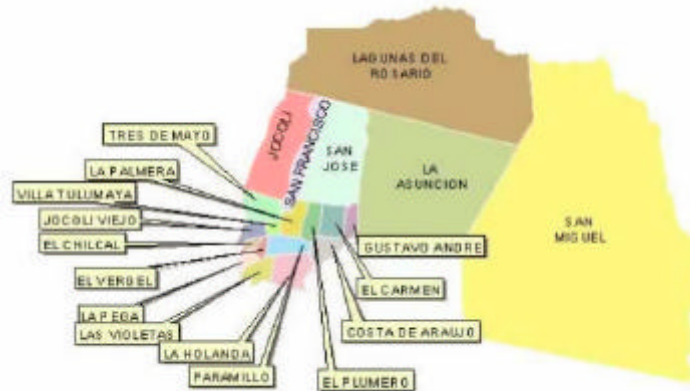 LAGUNAS DEL
ROSARIO
JOCOLI
SAN FRANCISCO
SAN
JOSE
LA
ASUNCION
SAN
MIGUEL
TRES DE MAYO
LA PALMERA
VILLA TULUMAYA
JOCOLI VIEJO
EL CHILCAL
EL VERGEL
LA PEGA
LAS VIOLETAS
LA HOLANDA
PARAMILLO
EL PLUMERO
COSTA DE ARAUJO
EL CARMEN
GUSTAVO ANDRE